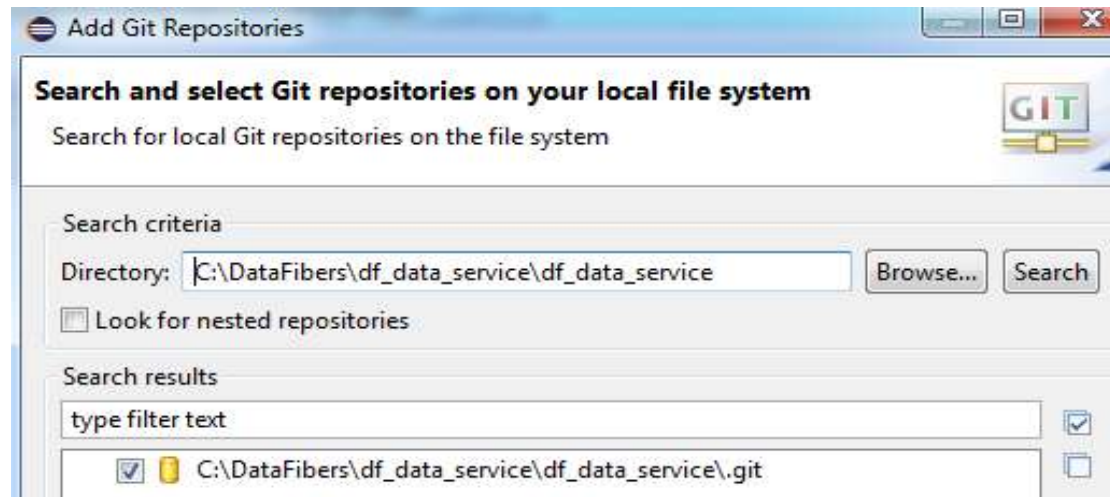 Add Git Repositories
Search and select Git repositories on your local file system
Search for local Git repositories on the file system
GIT
Search criteria
Directory: C:\DataFibers\df_data_service\df_data_service Browse... Search
Look for nested repositories
Search results
type filter text
C:\DataFibers\df_data_service\df_data_service\.git